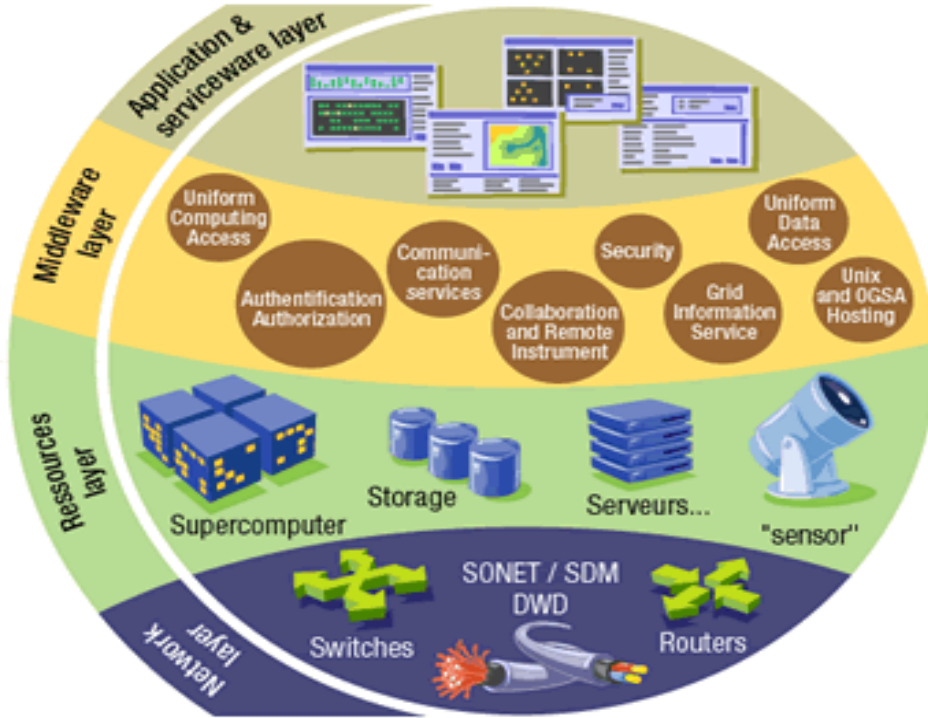 Application &
serviceware layer
Middleware
layer
Uniform
Computing
Access
Authentification
Authorization
Communi-
cation
services
Collaboration
and Remote
Instrument
Security
Grid
Information
Service
Uniform
Data
Access
Unix
and OGSA
Hosting
Ressources
layer
Supercomputer
Storage
Serveurs...
"sensor"
Network
layer
Switches
SONET / SDM
DWD
Routers